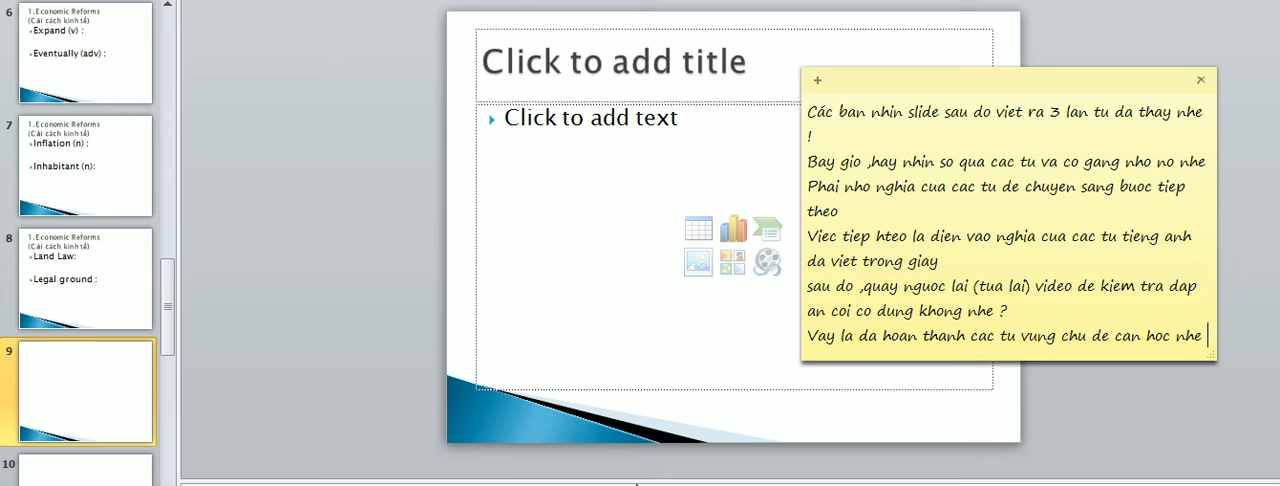 6
1.Economic Reforms
(Cải cách kinh tế)
Expand (v) :
Eventually (adv) :
7
1.Economic Reforms
(Cải cách kinh tế)
Inflation (n) :
Inhabitant (n):
8
1.Economic Reforms
(Cải cách kinh tế)
Land Law:
Legal ground :
9
10
Click to add title
Click to add text
Các ban nhin slide sau do viet ra 3 lan tu da thay nhe
!
Bay gio ,hay nhin so qua cac tu va co gang nho no nhe
Phai nho nghia cua cac tu de chuyen sang buoc tiep
theo
Viec tiep hteo la dien vao nghia cua cac tu tieng anh
da viet trong giay
sau do ,quay nguoc lai (tua lai) video de kiem tra dap
an coi co dung khong nhe ?
Vay la da hoan thanh cac tu vung chu de can hoc nhe